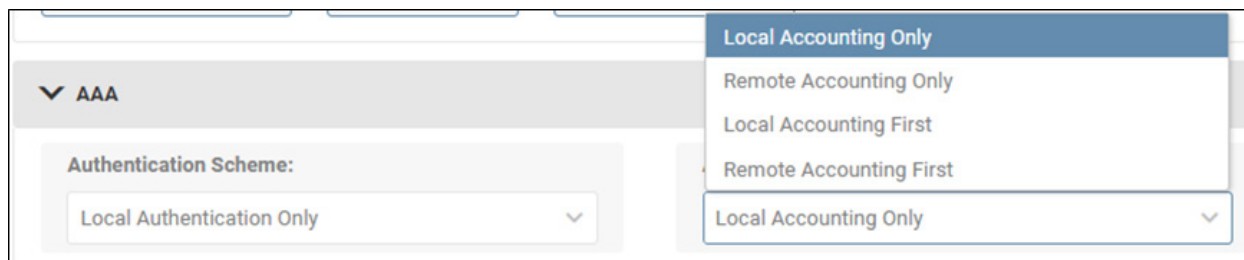 Local Accounting Only
Remote Accounting Only
Local Accounting First
Remote Accounting First
AAA
Authentication Scheme:
Local Authentication Only
Local Accounting Only